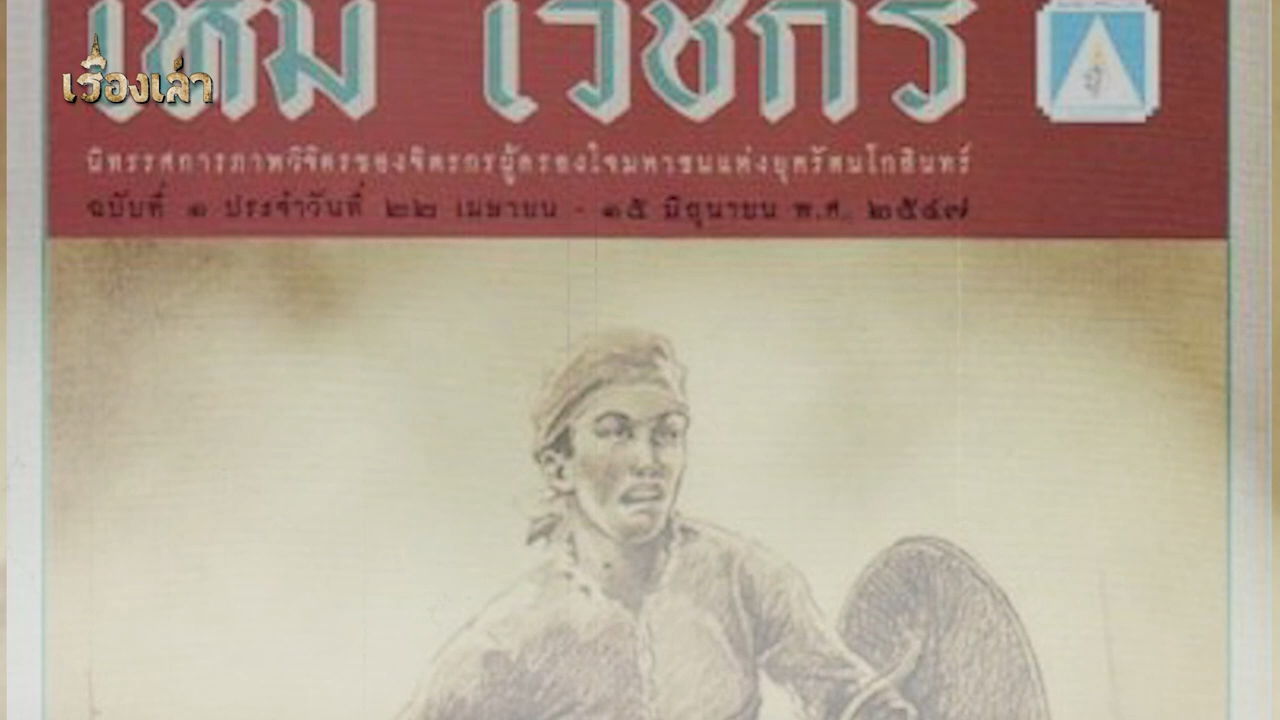 เหม เวชกร
เรื่องเล่า
นิทรรศการภาพวิจิตรของจิตรกรผู้ครองใจมหาชนแห่งยุครัตนโกสินทร์
ฉบับที่ ๑ ประจำวันที่ ๒๒ เมษายน - ๑๕ มิถุนายน พ.ศ. ๒๕๔๗